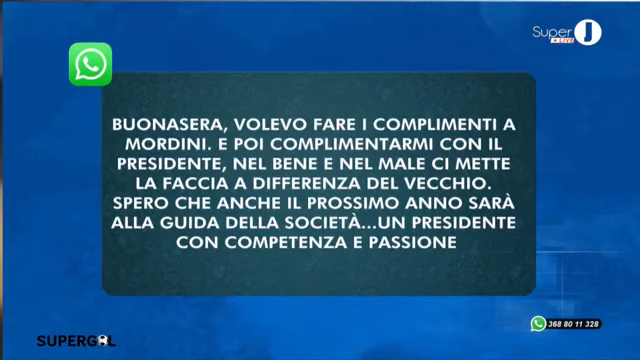 Super J
LIVE
BUONASERA, VOLEVO FARE I COMPLIMENTI A
MORDINI. E POI COMPLIMENTARMI CON IL
PRESIDENTE, NEL BENE E NEL MALE CI METTE
LA FACCIA A DIFFERENZA DEL VECCHIO.
SPERO CHE ANCHE IL PROSSIMO ANNO SARÀ
ALLA GUIDA DELLA SOCIETÀ...UN PRESIDENTE
CON COMPETENZA E PASSIONE
368 80 11 328
SUPERGOL